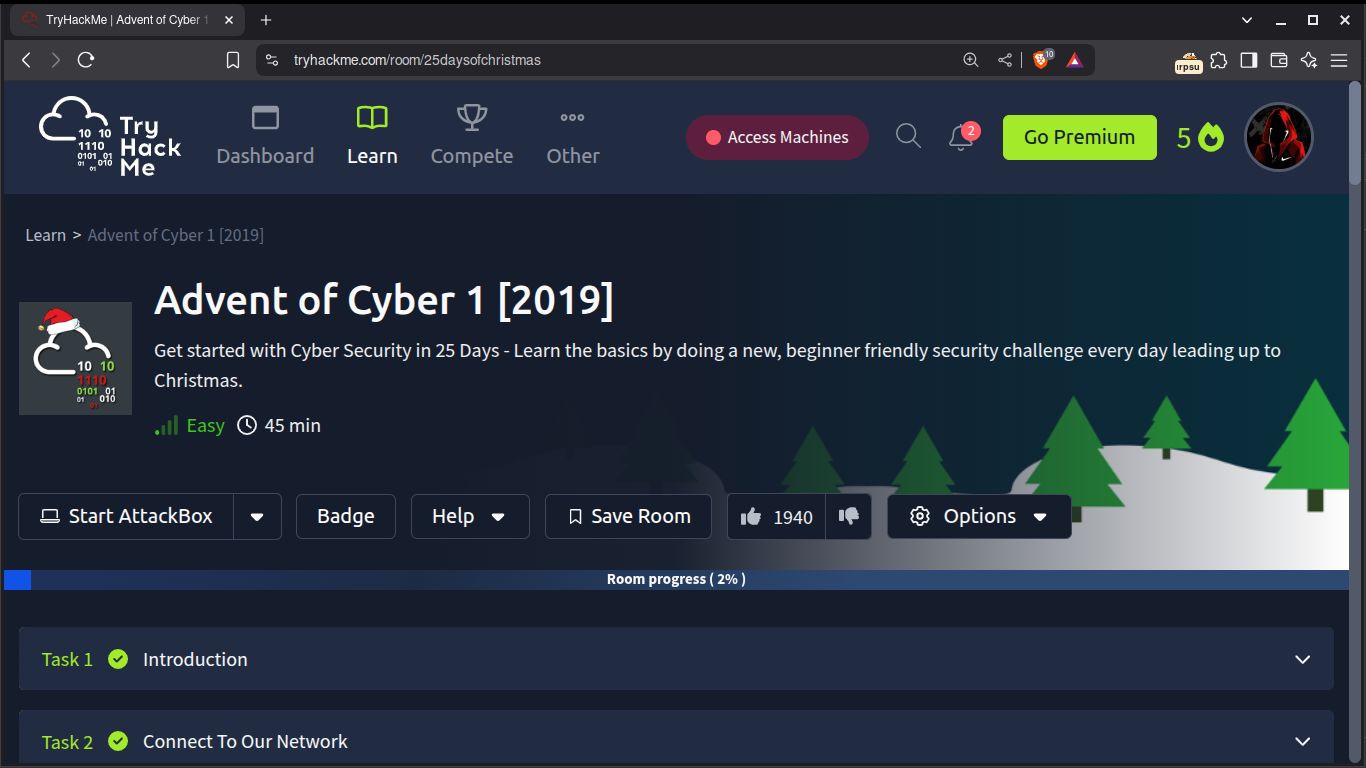 TryHackMe | Advent of Cyber 1
tryhackme.com/room/25daysofchristmas
10
irpsu
10 10
1110
0101 01
01 010
01
Try
Hack
Me
Dashboard
Learn
Compete
Other
Access Machines
2
Go Premium
5
Learn > Advent of Cyber 1 [2019]
Advent of Cyber 1 [2019]
Get started with Cyber Security in 25 Days - Learn the basics by doing a new, beginner friendly security challenge every day leading up to
Christmas.
10 10
1110
0101 01
01 010
01
Easy
45 min
Start AttackBox
Badge
Help
Save Room
1940
Options
Room progress ( 2% )
Task 1
Introduction
Task 2
Connect To Our Network